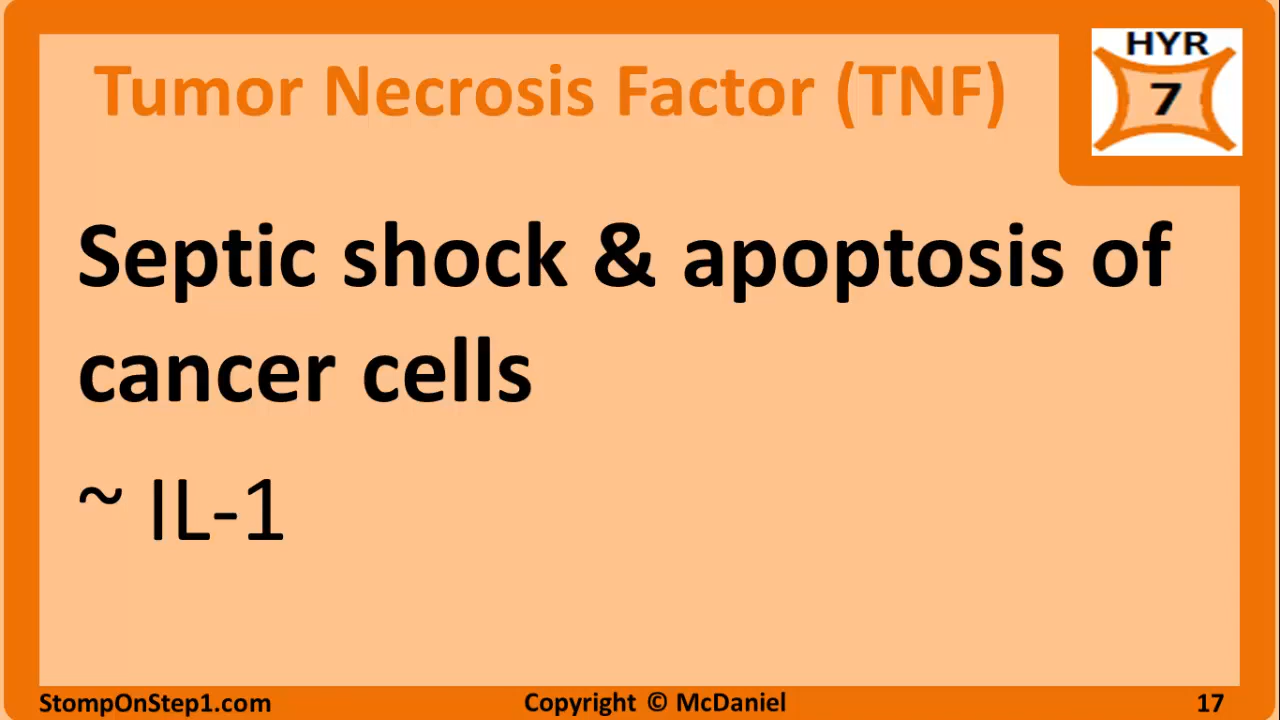 Tumor Necrosis Factor (TNF)
HYR
7
Septic shock & apoptosis of
cancer cells
~ IL-1
StompOnStep1.com
Copyright © McDaniel
17